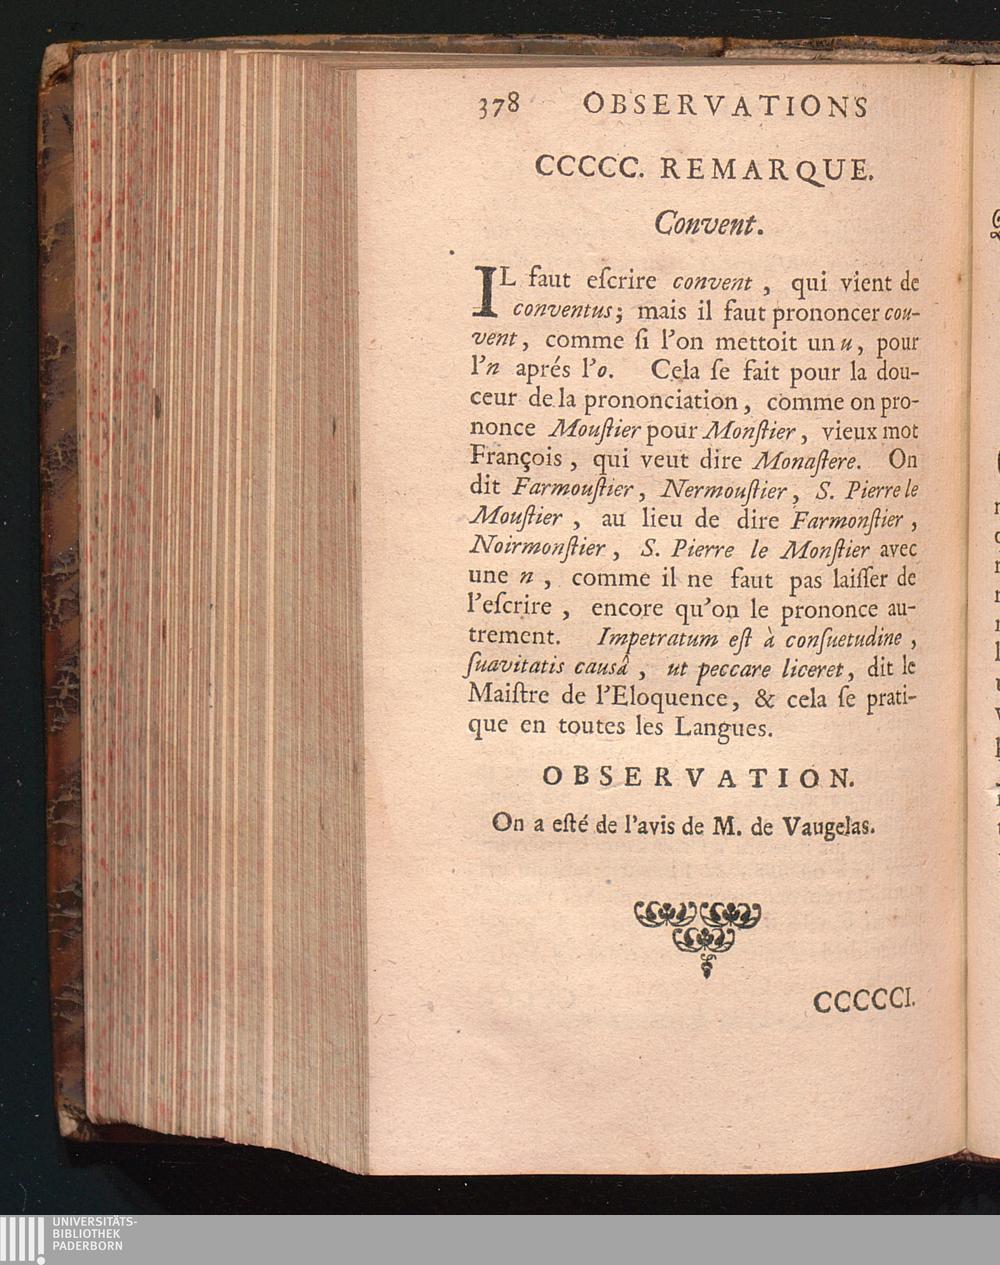 378 OBSERVATIONS
CCCCC. REMARQUE.
Convent.
IL faut eſcrire convent , qui vient de
conventus; mais il faut prononcer cou-
vent, comme ſi l'on mettoit un u, pour
l'n aprés l'o. Cela ſe fait pour la dou-
ceur de la prononciation, comme on pro-
nonce Mouſtier pour Monſtier, vieux mot
François, qui veut dire Monaſtere. On
dit Farmouſtier, Nermouſtier, S. Pierre le
Mouſtier , au lieu de dire Farmonſtier ,
Noirmonſtier, S. Pierre le Monſtier avec
une n , comme il ne faut pas laiſſer de
l'eſcrire , encore qu'on le prononce au-
trement. Impetratum eſt à conſuetudine ,
ſuavitatis causâ , ut peccare liceret, dit le
Maiſtre de l'Eloquence, & cela ſe prati-
que en toutes les Langues.
OBSERVATION.
On a eſté de l'avis de M. de Vaugelas.
CCCCCI.
UNIVERSITÄTS-
BIBLIOTHEK
PADERBORN